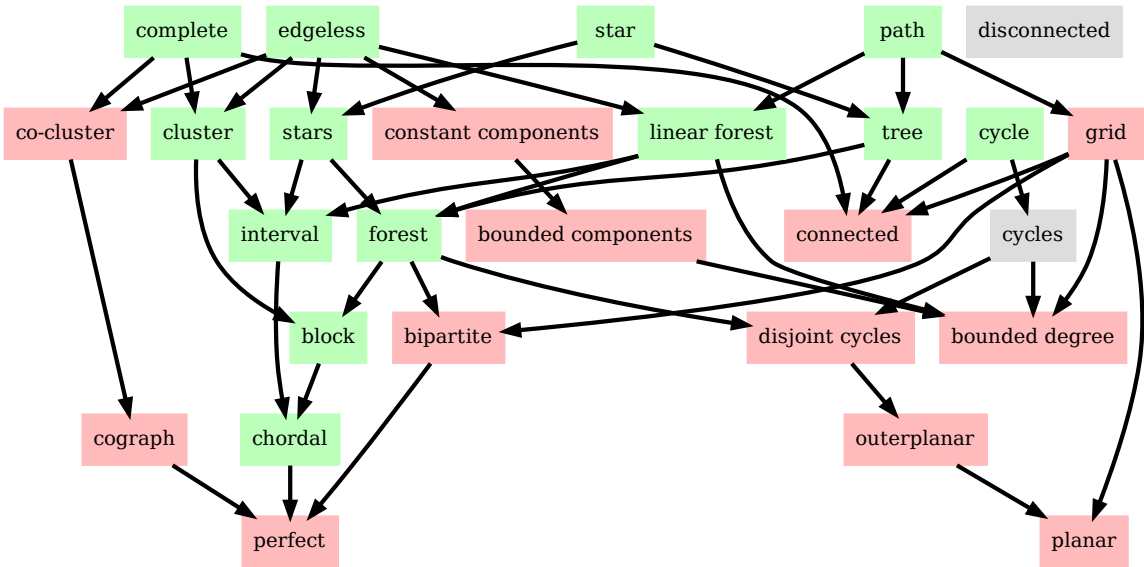 complete
edgeless
star
path
disconnected
co-cluster
cluster
stars
constant components
linear forest
tree
cycle
grid
interval
forest
bounded components
connected
cycles
block
bipartite
disjoint cycles
bounded degree
cograph
chordal
outerplanar
perfect
planar